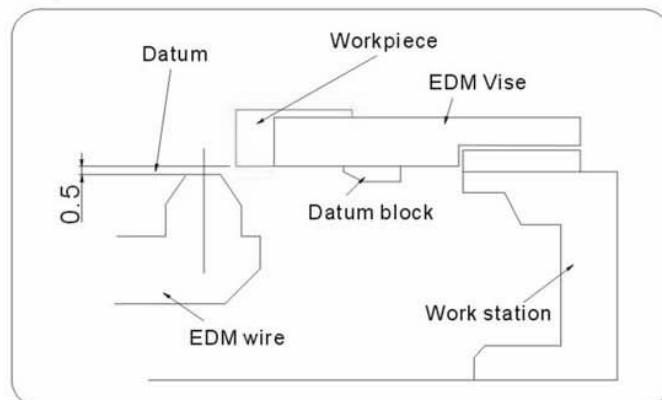 Workpiece
Datum
EDM Vise
0.5
Datum block
Work station
EDM wire